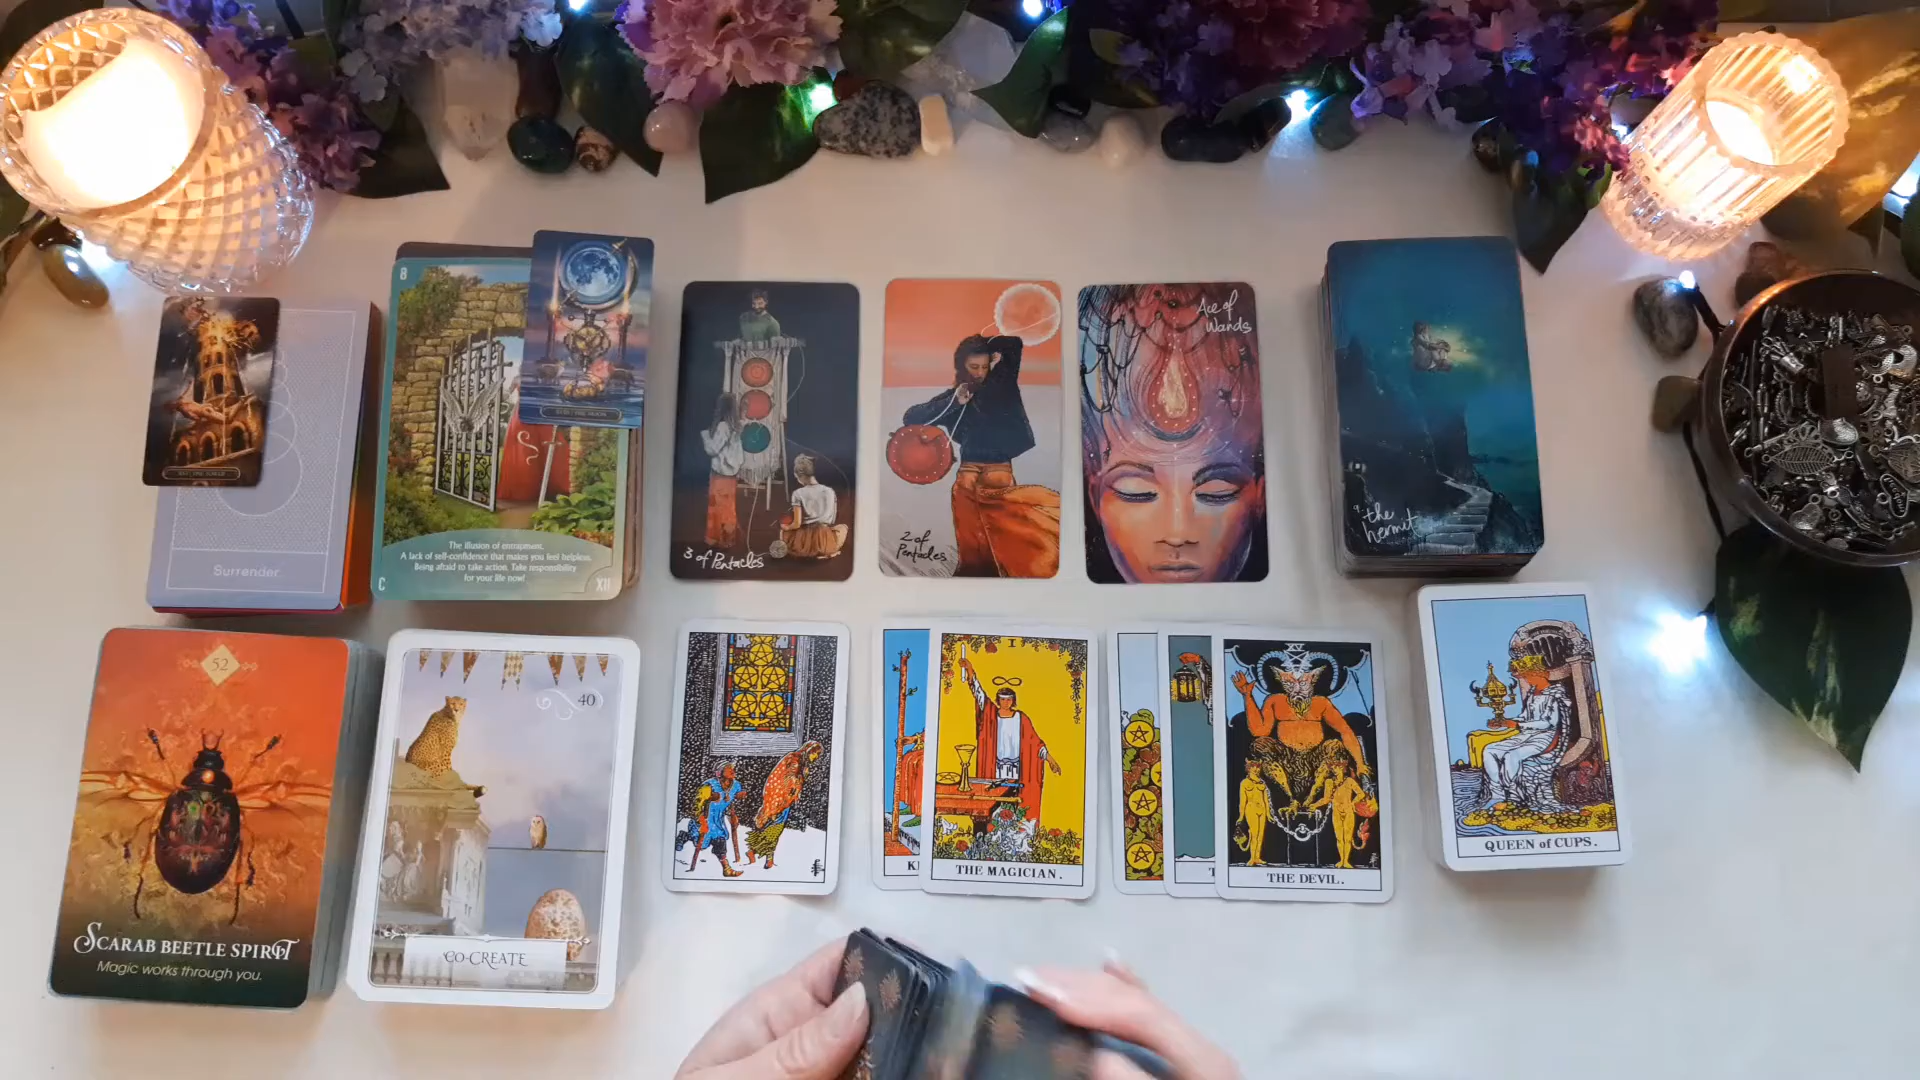 Surrender
8
The illusion of entrapment.
A lack of self-confidence that makes you feel helpless.
Being afraid to take action. Take responsibility
for your life now!
C
XII
3 of Pentacles
2 of
Pentacles
Ace of
Wands
9.
the
hermit
52
SCARAB BEETLE SPIRIT
Magic works through you.
40
CO-CREATE
K
I
THE MAGICIAN.
T
XV
THE DEVIL.
QUEEN of CUPS.